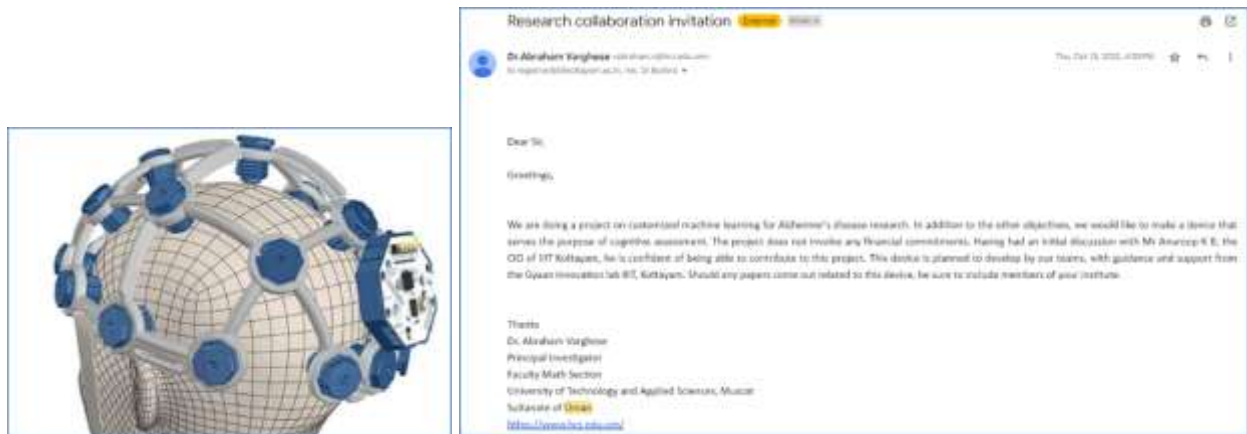 Research collaboration invitation
Dr.Abraham Varghese
Dear Sir,
Greetings,
We are doing a project on customized machine learning for Alzheimer's disease research. In addition to the other objectives, we would like to make a device that
serves the purpose of cognitive assessment. The project does not involve any financial commitments. Having had an initial discussion with Mr Anuroop K B, the
of IIIT Kottayam, he is confident of being able to contribute to this project. This device is planned to develop by our teams, with guidance and support from
the Gyaan Innovation lab IIIT, Kottayam. Should any papers come out related to this device, be sure to include members of your institute.
Thanks
Dr. Abraham Varghese
Principal Investigator
Faculty Math Section
University of Technology and Applied Sciences, Muscat
Sultanate of Oman